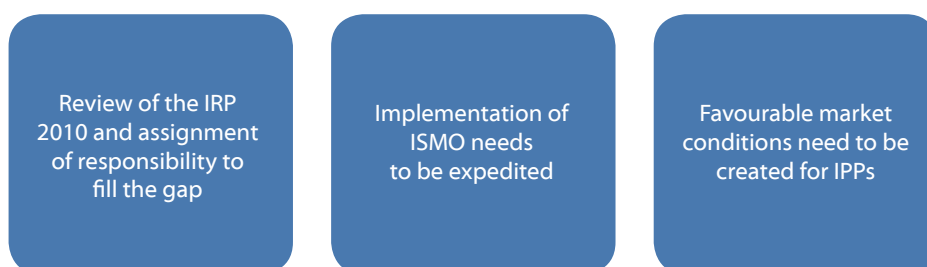 Review of the IRP
2010 and assignment
of responsibility to
fill the gap
Implementation of
ISMO needs
to be expedited
Favourable market
conditions need to be
created for IPPs